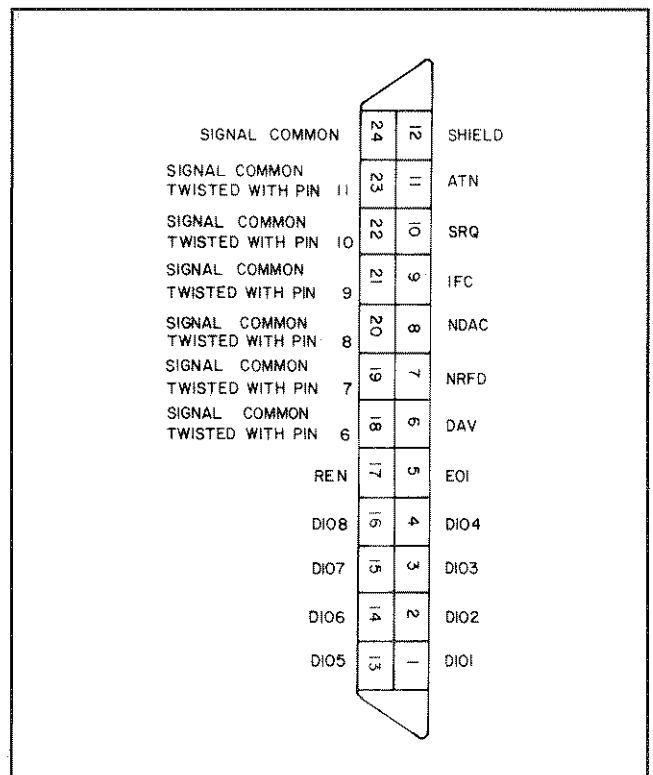 SIGNAL COMMON 24 12 SHIELD
SIGNAL COMMON
TWISTED WITH PIN 11 23 11 ATN
SIGNAL COMMON
TWISTED WITH PIN 10 22 10 SRQ
SIGNAL COMMON
TWISTED WITH PIN 9 21 9 IFC
SIGNAL COMMON
TWISTED WITH PIN 8 20 8 NDAC
SIGNAL COMMON
TWISTED WITH PIN 7 19 7 NRFD
SIGNAL COMMON
TWISTED WITH PIN 6 18 6 DAV
REN 17 5 EOI
DIO8 16 4 DIO4
DIO7 15 3 DIO3
DIO6 14 2 DIO2
DIO5 13 1 DIO1